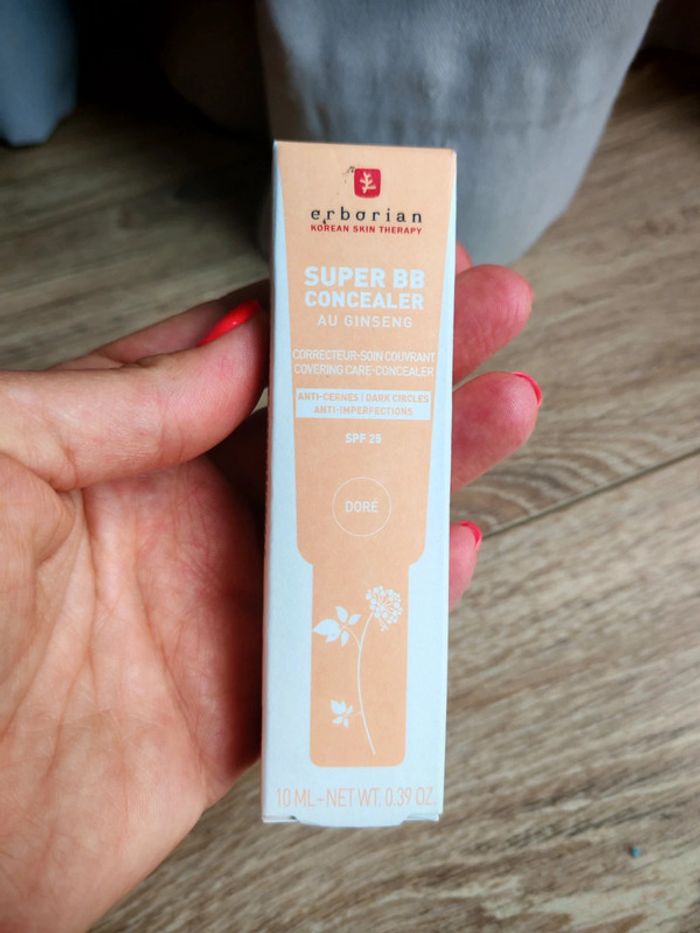 erborian
KOREAN SKIN THERAPY
SUPER BB
CONCEALER
AU GINSENG
CORRECTEUR-SOIN COUVRANT
COVERING CARE-CONCEALER
ANTI-CERNES | DARK CIRCLES
ANTI-IMPERFECTIONS
SPF 25
DORÉ
10 ML - NET WT. 0.39 OZ.